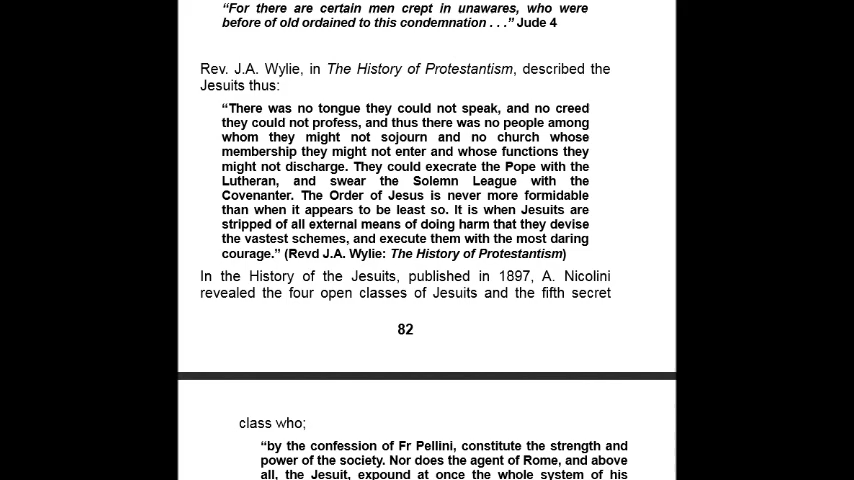 “For there are certain men crept in unawares, who were
before of old ordained to this condemnation . . .” Jude 4
Rev. J.A. Wylie, in The History of Protestantism, described the
Jesuits thus:
“There was no tongue they could not speak, and no creed
they could not profess, and thus there was no people among
whom they might not sojourn and no church whose
membership they might not enter and whose functions they
might not discharge. They could execrate the Pope with the
Lutheran, and swear the Solemn League with the
Covenanter. The Order of Jesus is never more formidable
than when it appears to be least so. It is when Jesuits are
stripped of all external means of doing harm that they devise
the vastest schemes, and execute them with the most daring
courage.” (Revd J.A. Wylie: The History of Protestantism)
In the History of the Jesuits, published in 1897, A. Nicolini
revealed the four open classes of Jesuits and the fifth secret
82
class who;
“by the confession of Fr Pellini, constitute the strength and
power of the society. Nor does the agent of Rome, and above
all, the Jesuit, expound at once the whole system of his